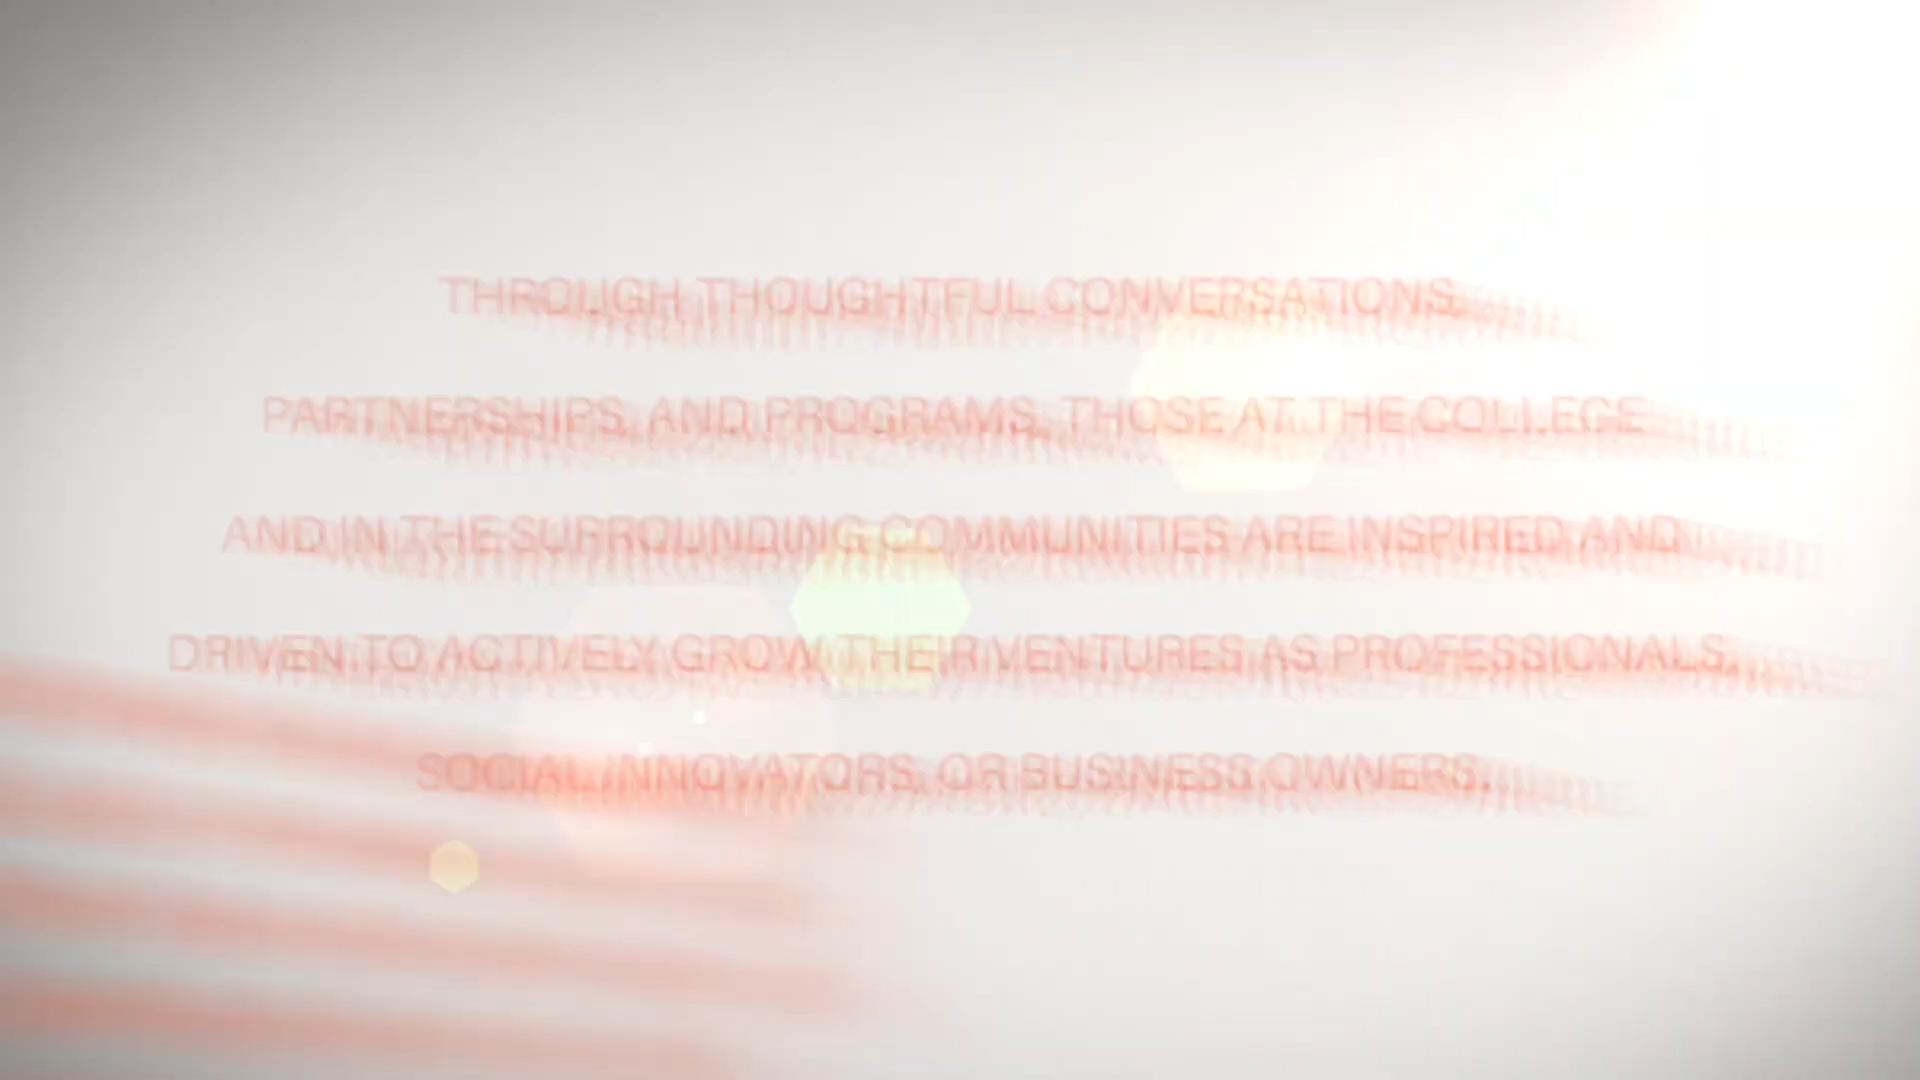 THROUGH THOUGHTFUL CONVERSATIONS,
PARTNERSHIPS, AND PROGRAMS, THOSE AT THE COLLEGE
AND IN THE SURROUNDING COMMUNITIES ARE INSPIRED AND
DRIVEN TO ACTIVELY GROW THEIR VENTURES AS PROFESSIONALS,
SOCIAL INNOVATORS, OR BUSINESS OWNERS.